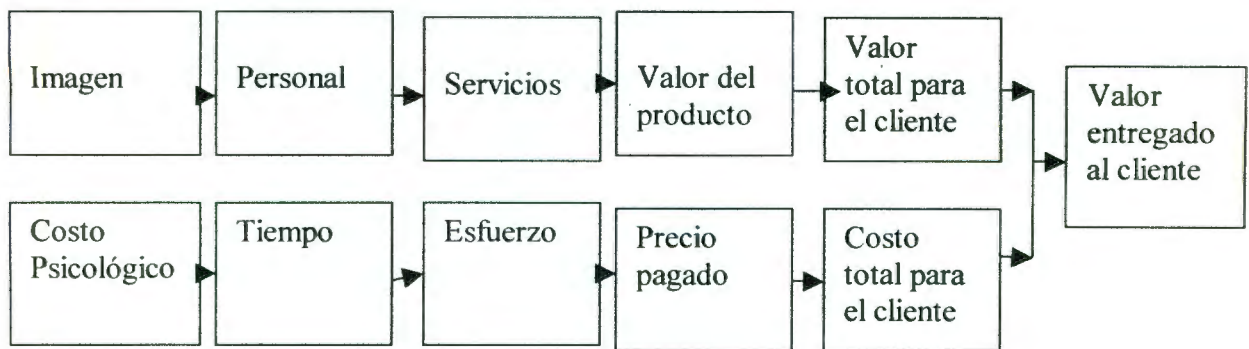 Imagen
Personal
Servicios
Valor del
producto
Valor
total para
el cliente
Valor
entregado
al cliente
Costo
Psicológico
Tiempo
Esfuerzo
Precio
pagado
Costo
total para
el cliente